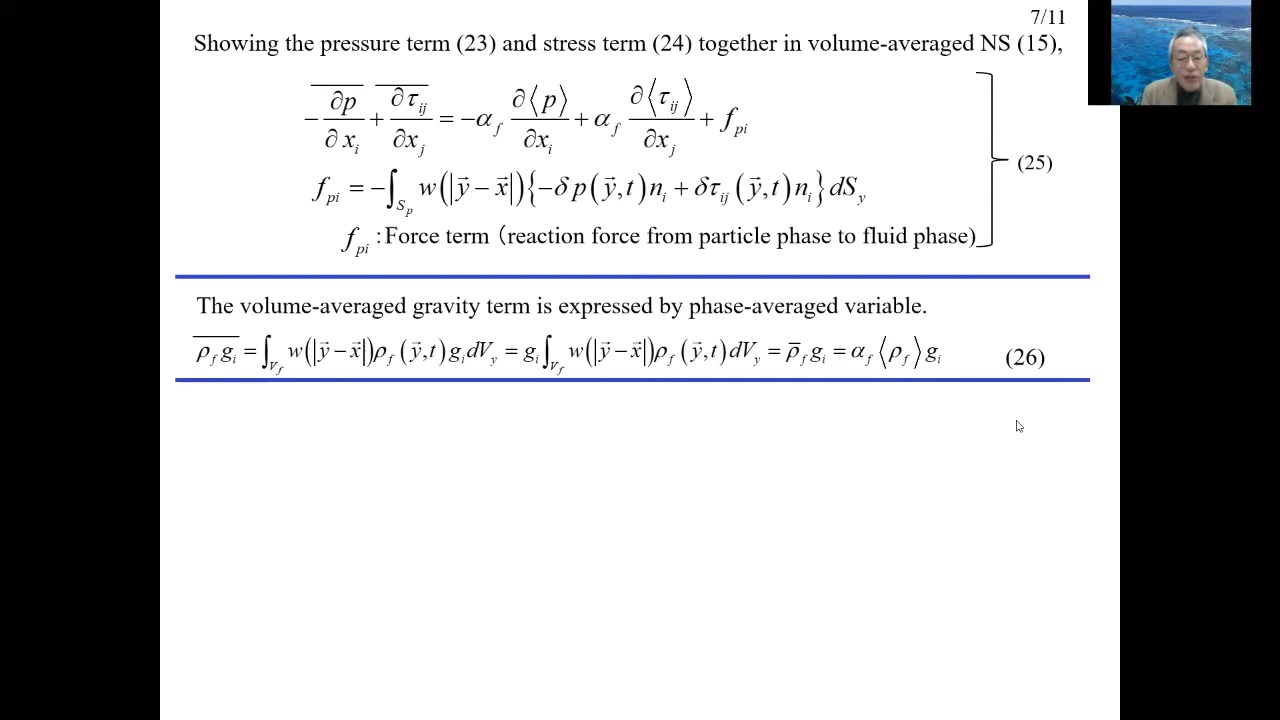 7/11
Showing the pressure term (23) and stress term (24) together in volume-averaged NS (15),
$-\overline{\frac{\partial p}{\partial x_i}} + \overline{\frac{\partial \tau_{ij}}{\partial x_j}} = -\alpha_f \frac{\partial \langle p \rangle}{\partial x_i} + \alpha_f \frac{\partial \langle \tau_{ij} \rangle}{\partial x_j} + f_{pi}$
$f_{pi} = -\int_{S_p} w(|\vec{y} - \vec{x}|) \{ -\delta p(\vec{y}, t) n_i + \delta \tau_{ij}(\vec{y}, t) n_i \} dS_y$ (25)
$f_{pi}$ : Force term (reaction force from particle phase to fluid phase)
The volume-averaged gravity term is expressed by phase-averaged variable.
$\overline{\rho_f g_i} = \int_{V_f} w(|\vec{y} - \vec{x}|) \rho_f(\vec{y}, t) g_i dV_y = g_i \int_{V_f} w(|\vec{y} - \vec{x}|) \rho_f(\vec{y}, t) dV_y = \overline{\rho}_f g_i = \alpha_f \langle \rho_f \rangle g_i$ (26)